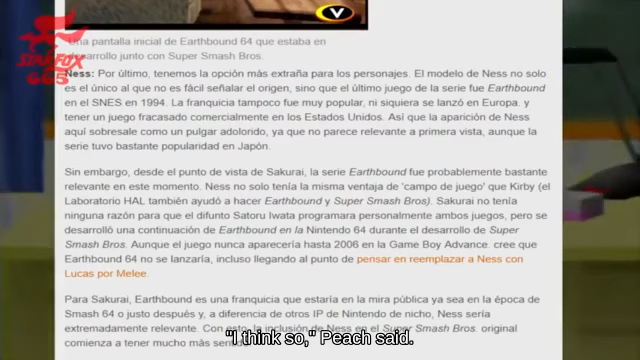 STARFOX
665
V
Una pantalla inicial de Earthbound 64 que estaba en
desarrollo junto con Super Smash Bros.
Ness: Por último, tenemos la opción más extraña para los personajes. El modelo de Ness no solo
es el único al que no es fácil señalar el origen, sino que el último juego de la serie fue Earthbound
en el SNES en 1994. La franquicia tampoco fue muy popular, ni siquiera se lanzó en Europa. y
tener un juego fracasado comercialmente en los Estados Unidos. Así que la aparición de Ness
aquí sobresale como un pulgar adolorido, ya que no parece relevante a primera vista, aunque la
serie tuvo bastante popularidad en Japón.
Sin embargo, desde el punto de vista de Sakurai, la serie Earthbound fue probablemente bastante
relevante en este momento. Ness no solo tenía la misma ventaja de 'campo de juego' que Kirby (el
Laboratorio HAL también ayudó a hacer Earthbound y Super Smash Bros). Sakurai no tenía
ninguna razón para que el difunto Satoru Iwata programara personalmente ambos juegos, pero se
desarrolló una continuación de Earthbound en la Nintendo 64 durante el desarrollo de Super
Smash Bros. Aunque el juego nunca aparecería hasta 2006 en la Game Boy Advance. cree que
Earthbound 64 no se lanzaría, incluso llegando al punto de pensar en reemplazar a Ness con
Lucas por Melee.
Para Sakurai, Earthbound es una franquicia que estaría en la mira pública ya sea en la época de
Smash 64 o justo después y, a diferencia de otros IP de Nintendo de nicho, Ness sería
extremadamente relevante. Con esto, la inclusión de Ness en el Super Smash Bros. original
comienza a tener mucho más
"I think so," Peach said.